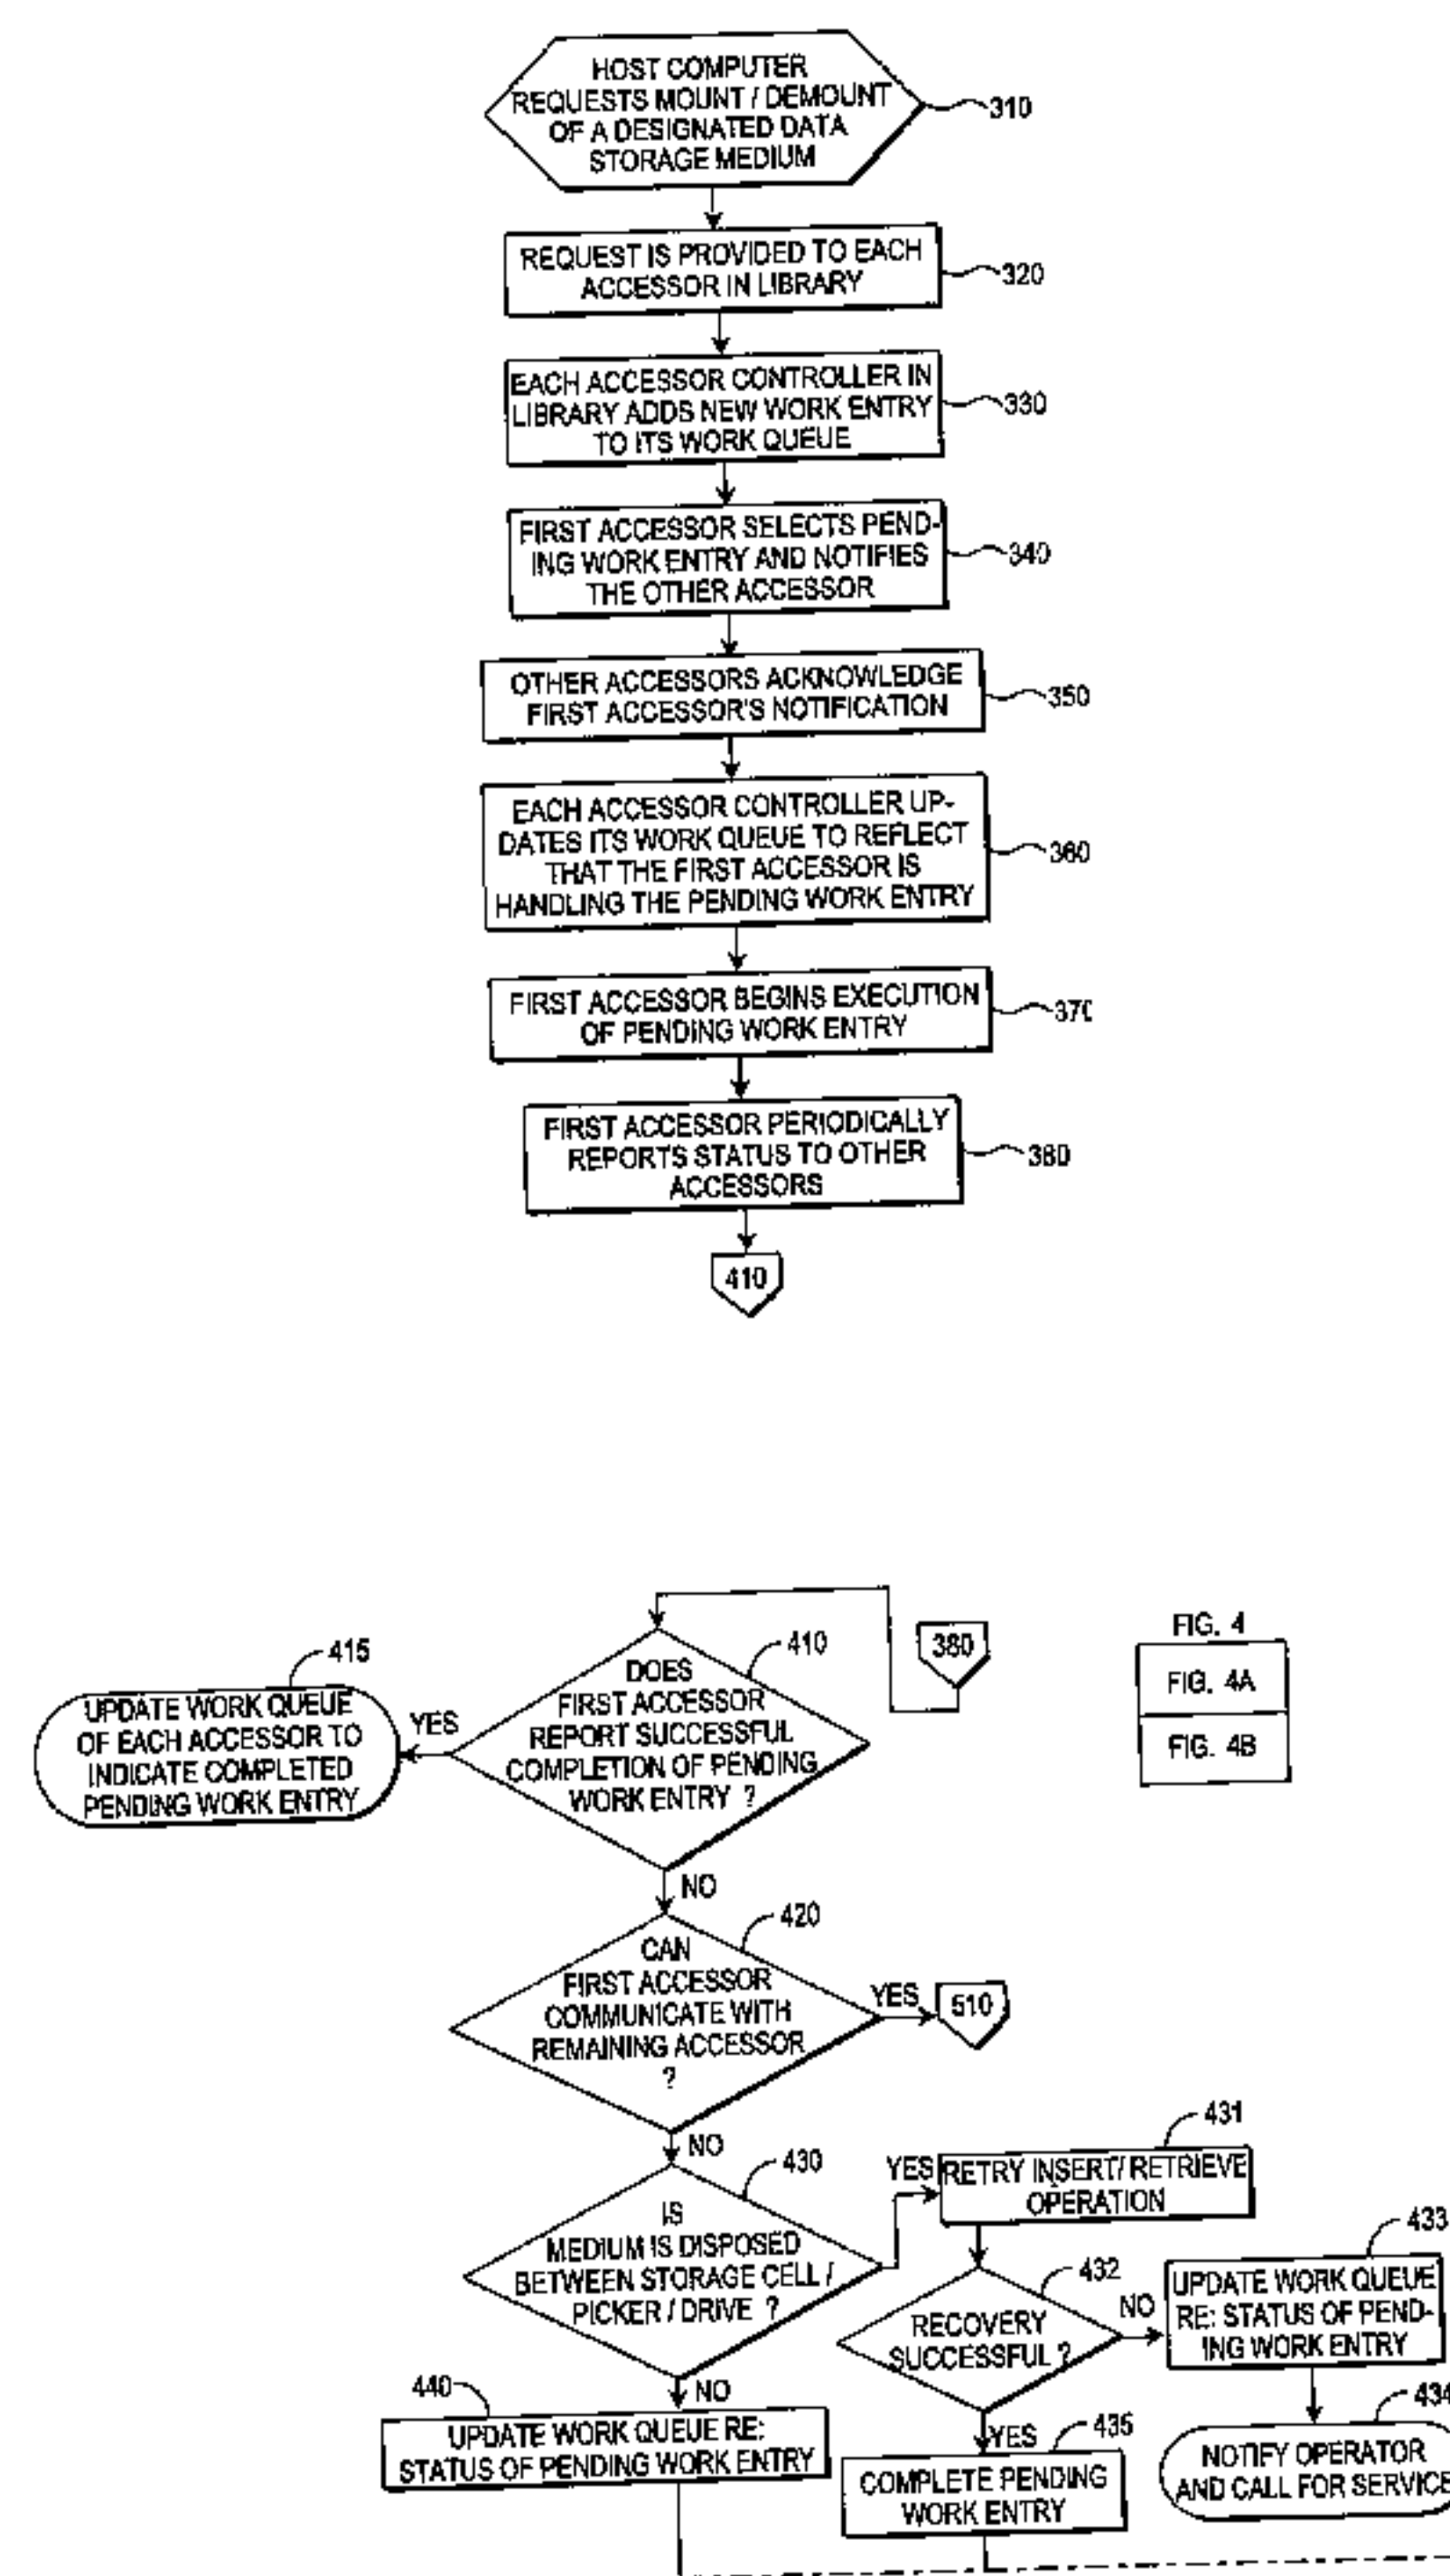 HOST COMPUTER
REQUESTS MOUNT / DEMOUNT
OF A DESIGNATED DATA
STORAGE MEDIUM
310
REQUEST IS PROVIDED TO EACH
ACCESSOR IN LIBRARY
320
EACH ACCESSOR CONTROLLER IN
LIBRARY ADDS NEW WORK ENTRY
TO ITS WORK QUEUE
330
FIRST ACCESSOR SELECTS PEND-
ING WORK ENTRY AND NOTIFIES
THE OTHER ACCESSOR
340
OTHER ACCESSORS ACKNOWLEDGE
FIRST ACCESSOR'S NOTIFICATION
350
EACH ACCESSOR CONTROLLER UP-
DATES ITS WORK QUEUE TO REFLECT
THAT THE FIRST ACCESSOR IS
HANDLING THE PENDING WORK ENTRY
360
FIRST ACCESSOR BEGINS EXECUTION
OF PENDING WORK ENTRY
370
FIRST ACCESSOR PERIODICALLY
REPORTS STATUS TO OTHER
ACCESSORS
380
410
380
FIG. 4
FIG. 4A
FIG. 4B
415
UPDATE WORK QUEUE
OF EACH ACCESSOR TO
INDICATE COMPLETED
PENDING WORK ENTRY
YES
410
DOES
FIRST ACCESSOR
REPORT SUCCESSFUL
COMPLETION OF PENDING
WORK ENTRY ?
NO
420
CAN
FIRST ACCESSOR
COMMUNICATE WITH
REMAINING ACCESSOR
?
YES
510
NO
430
IS
MEDIUM IS DISPOSED
BETWEEN STORAGE CELL /
PICKER / DRIVE ?
YES
431
RETRY INSERT/ RETRIEVE
OPERATION
432
RECOVERY
SUCCESSFUL ?
NO
433
UPDATE WORK QUEUE
RE: STATUS OF PEND-
ING WORK ENTRY
434
NOTIFY OPERATOR
AND CALL FOR SERVICE
NO
440
UPDATE WORK QUEUE RE:
STATUS OF PENDING WORK ENTRY
YES
435
COMPLETE PENDING
WORK ENTRY